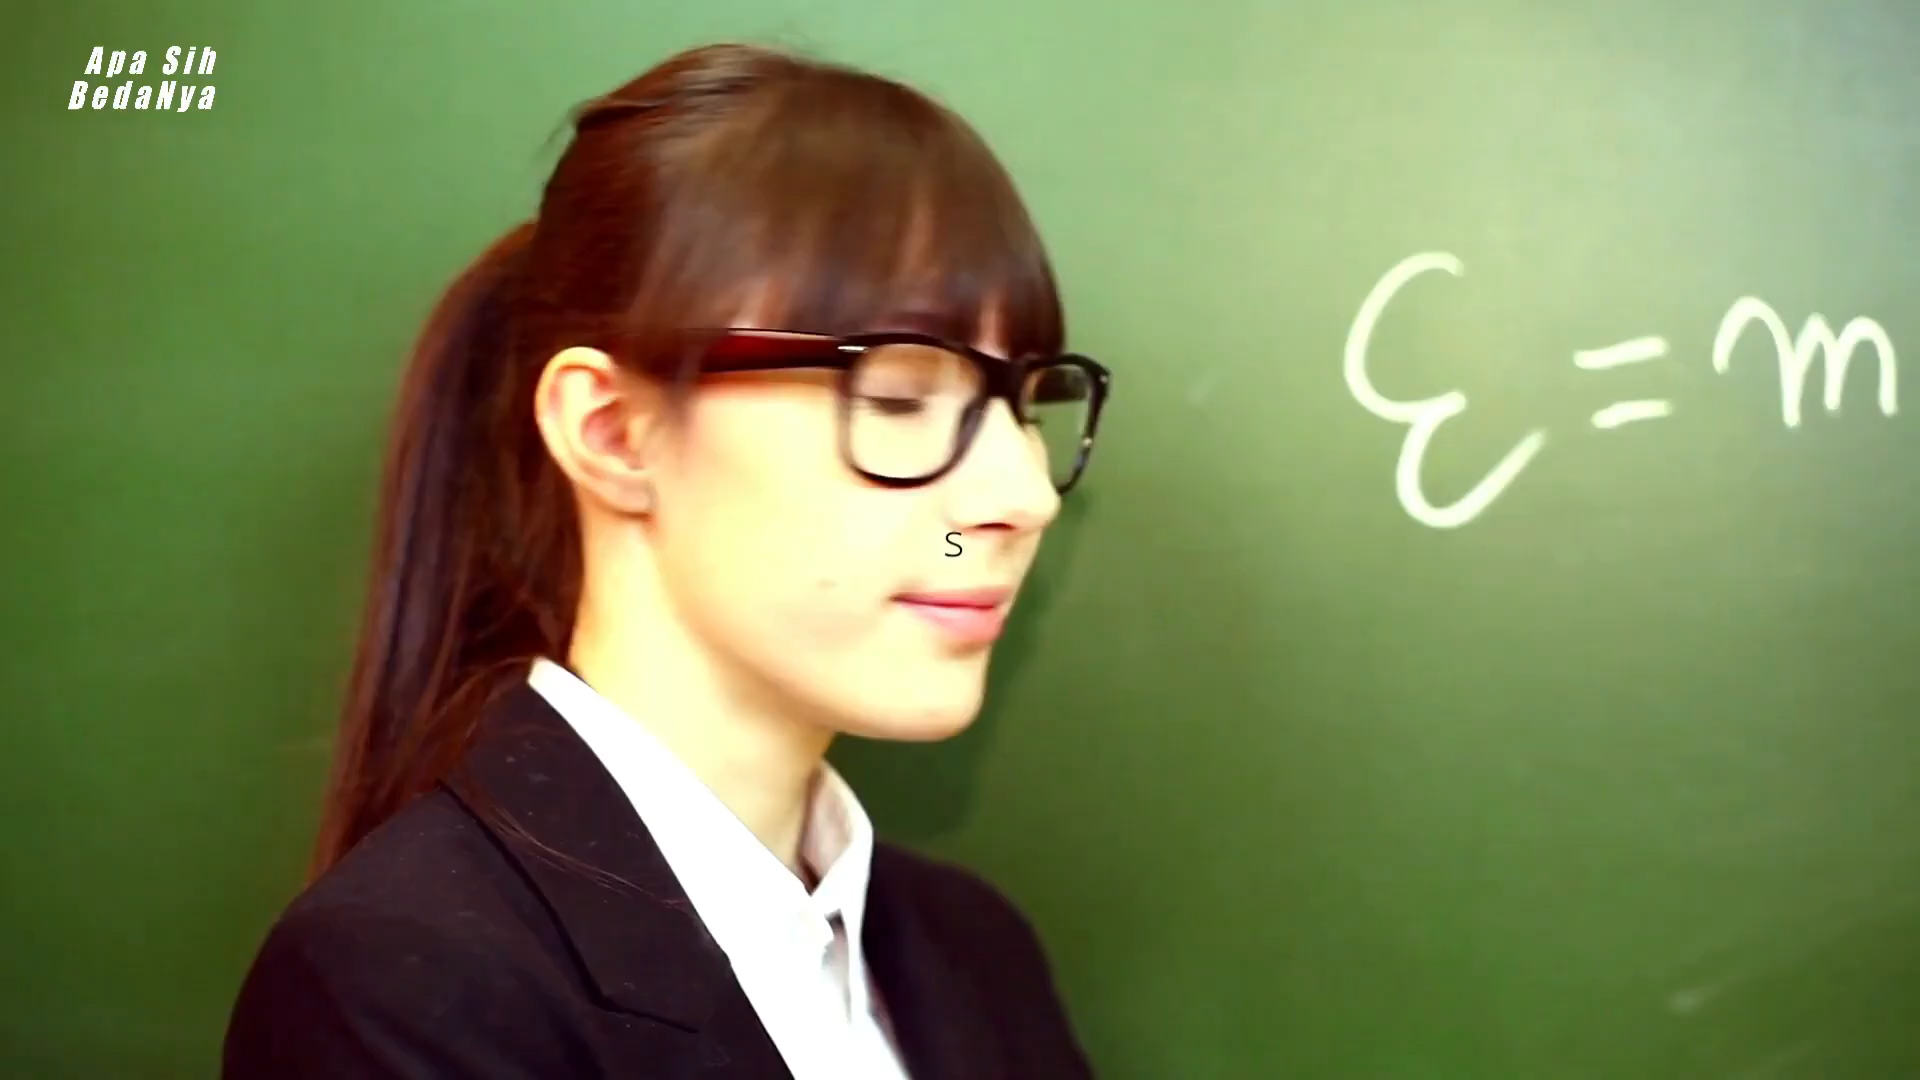 Apa Sih
BedaNya
ε = m
S